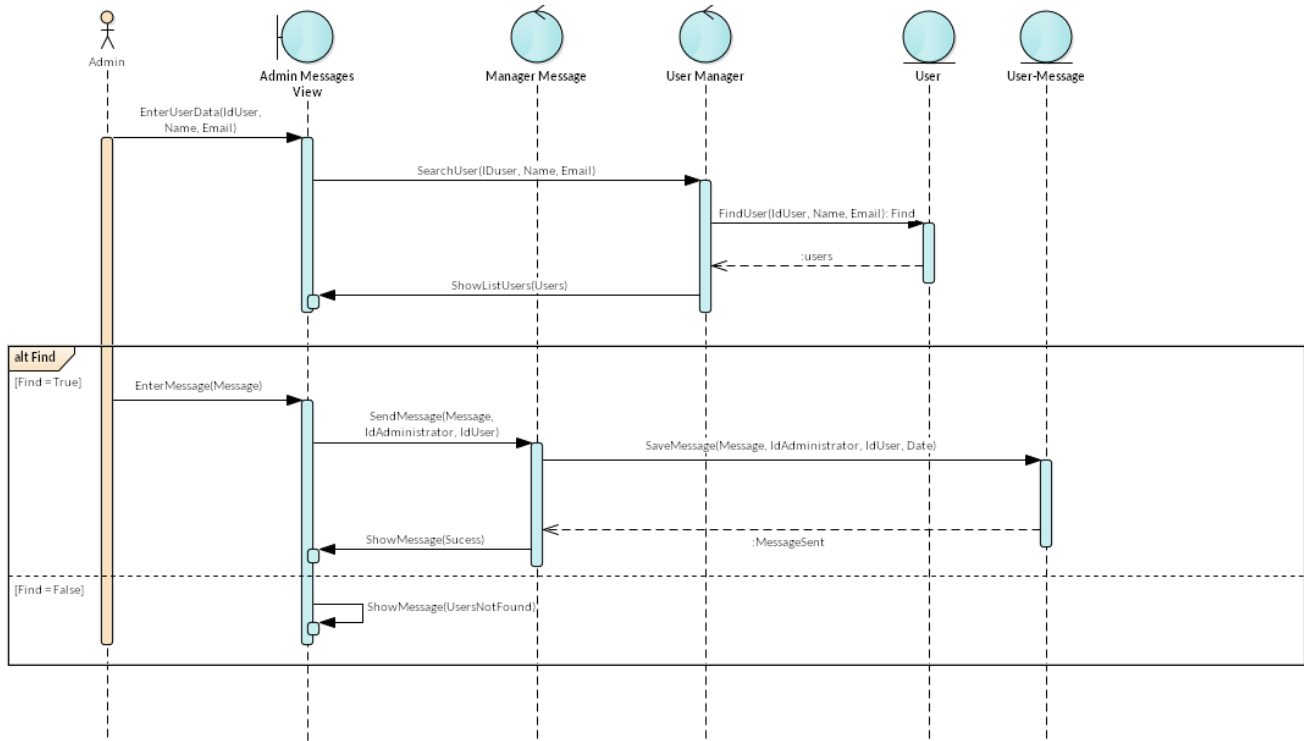 Admin
Admin Messages
View
Manager Message
User Manager
User
User-Message
EnterUserData(IdUser,
Name, Email)
SearchUser(IDuser, Name, Email)
FindUser(IdUser, Name, Email): Find
:users
ShowListUsers(Users)
alt Find
[Find = True]
EnterMessage(Message)
SendMessage(Message,
IdAdministrator, IdUser)
SaveMessage(Message, IdAdministrator, IdUser, Date)
:MessageSent
ShowMessage(Sucess)
[Find = False]
ShowMessage(UsersNotFound)